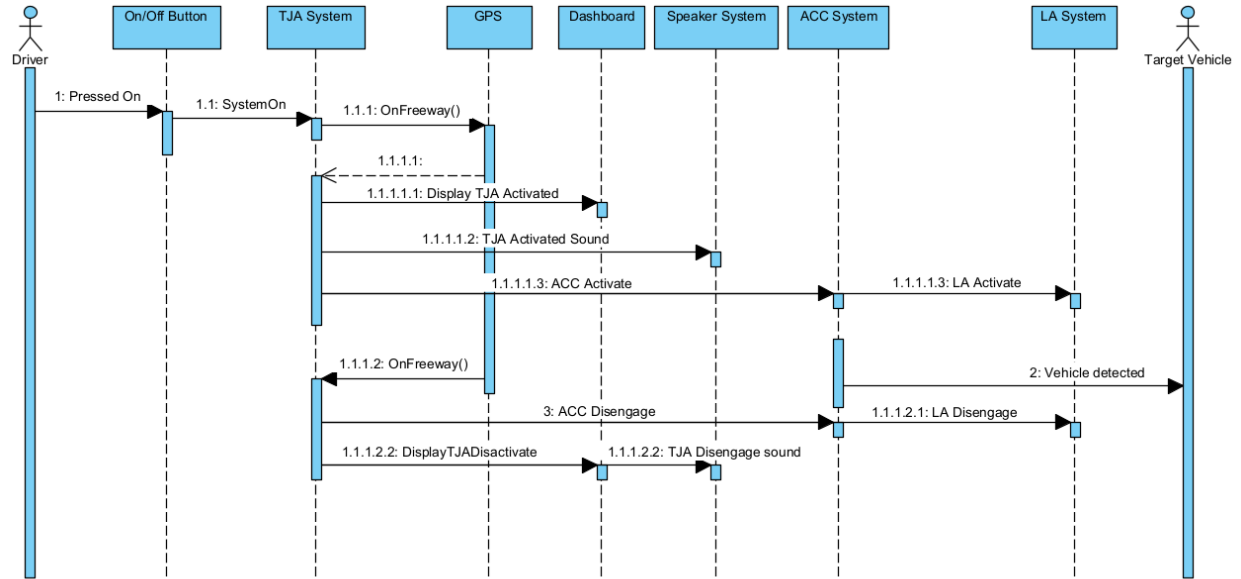 On/Off Button
TJA System
GPS
Dashboard
Speaker System
ACC System
LA System
Driver
Target Vehicle
1: Pressed On
1.1: SystemOn
1.1.1: OnFreeway()
1.1.1.1:
1.1.1.1.1: Display TJA Activated
1.1.1.1.2: TJA Activated Sound
1.1.1.1.3: ACC Activate
1.1.1.1.3: LA Activate
1.1.1.2: OnFreeway()
2: Vehicle detected
3: ACC Disengage
1.1.1.2.1: LA Disengage
1.1.1.2.2: DisplayTJADisactivate
1.1.1.2.2: TJA Disengage sound